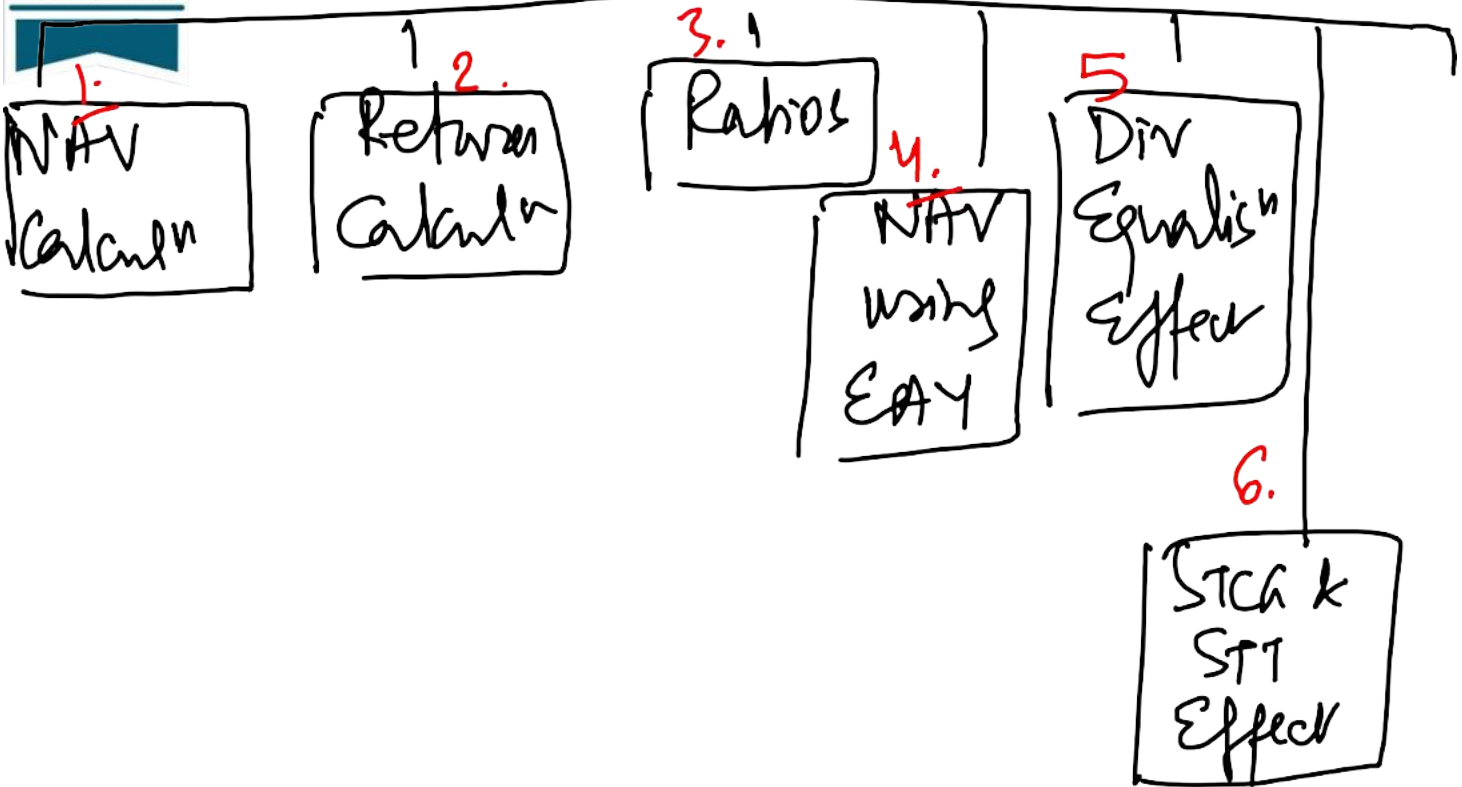 1.
NAV
Calculⁿ
2.
Return
Calculⁿ
3.
Ratios
4.
NAV
using
EAY
5
Div
Equalisⁿ
Effect
6.
STCG &
STT
Effect